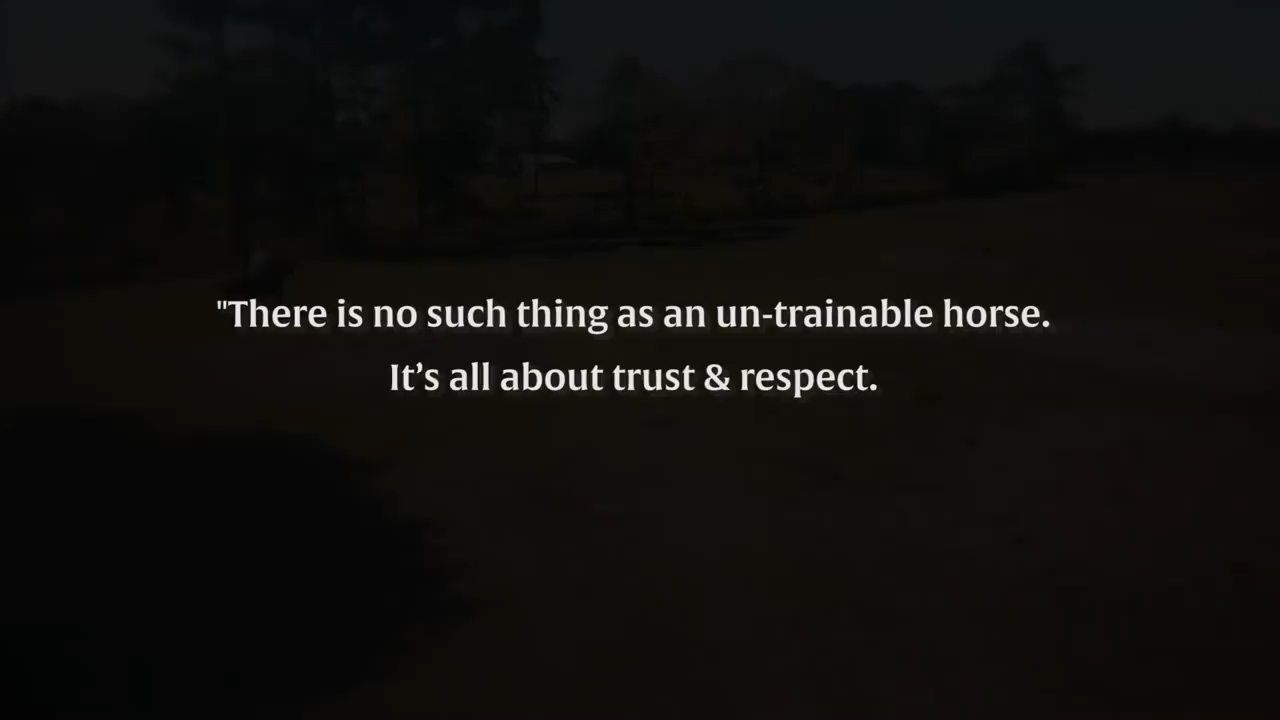 "There is no such thing as an un-trainable horse.
It’s all about trust & respect.